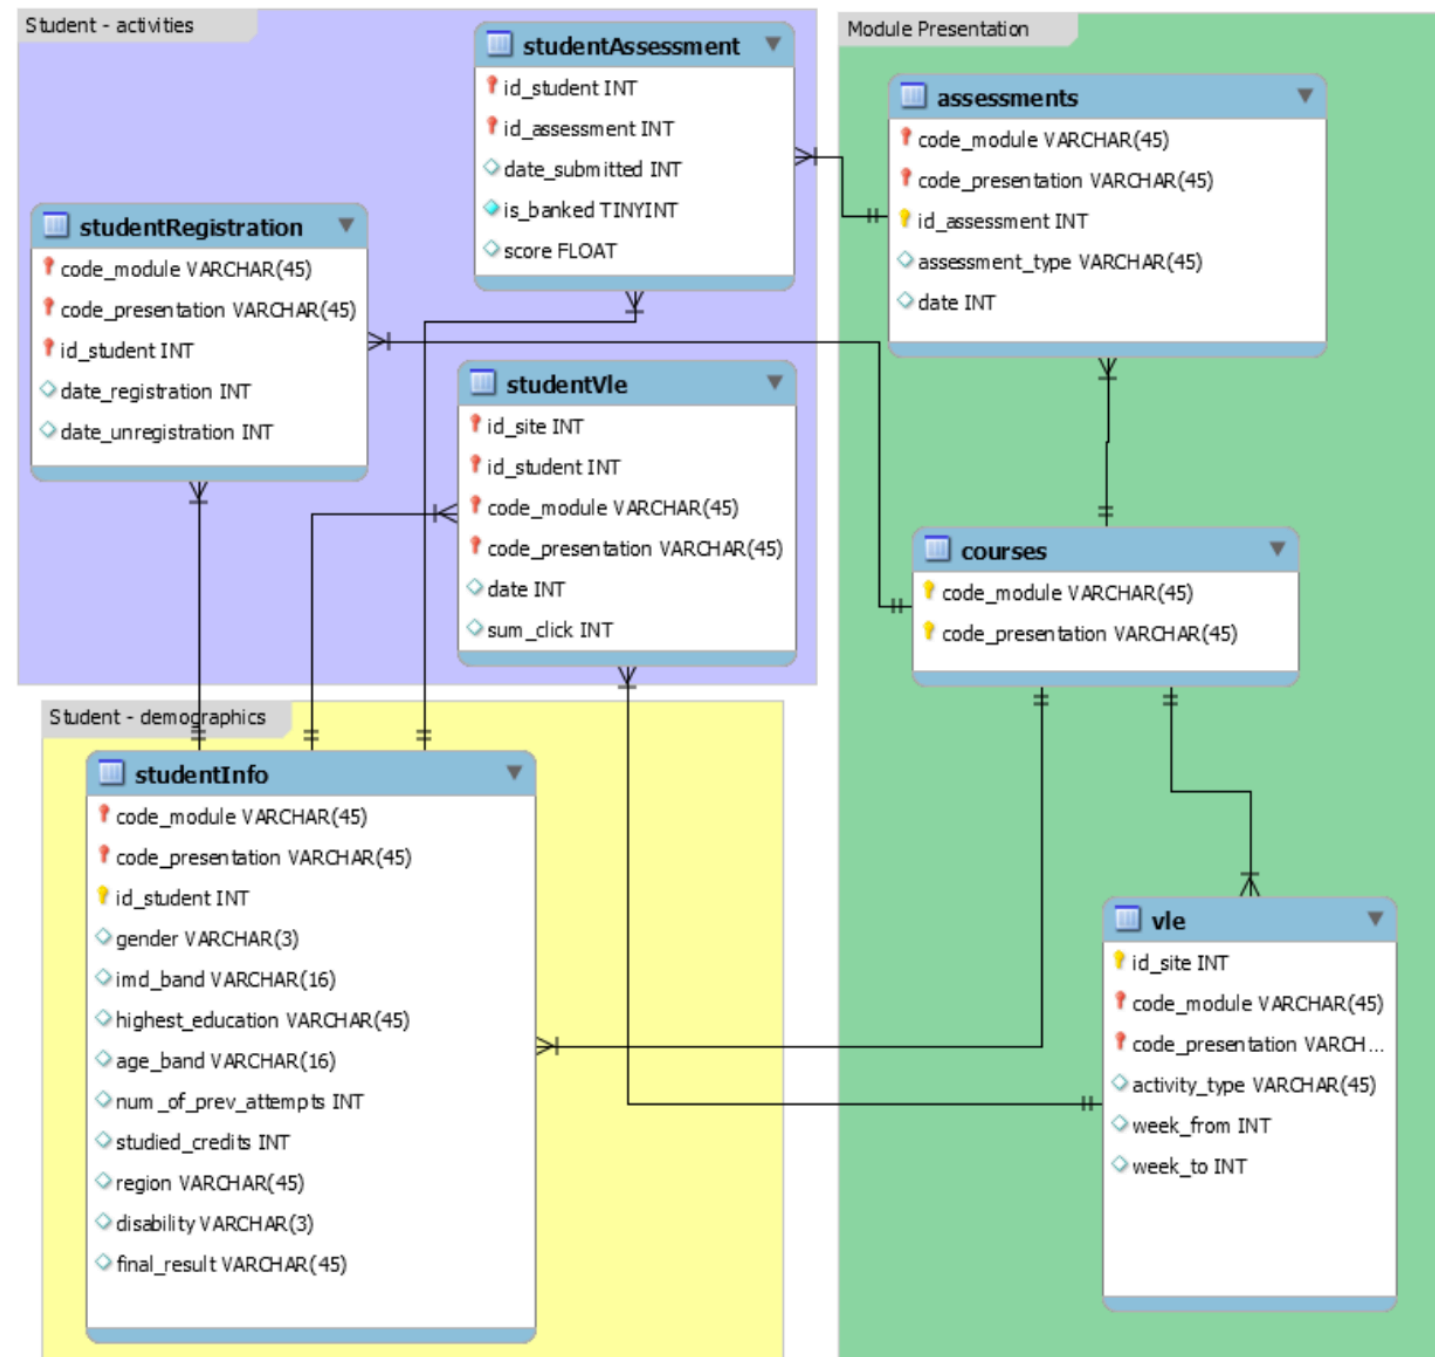 Student - activities
studentAssessment
id_student INT
id_assessment INT
date_submitted INT
is_banked TINYINT
score FLOAT
studentRegistration
code_module VARCHAR(45)
code_presentation VARCHAR(45)
id_student INT
date_registration INT
date_unregistration INT
studentVle
id_site INT
id_student INT
code_module VARCHAR(45)
code_presentation VARCHAR(45)
date INT
sum_click INT
Student - demographics
studentInfo
code_module VARCHAR(45)
code_presentation VARCHAR(45)
id_student INT
gender VARCHAR(3)
imd_band VARCHAR(16)
highest_education VARCHAR(45)
age_band VARCHAR(16)
num_of_prev_attempts INT
studied_credits INT
region VARCHAR(45)
disability VARCHAR(3)
final_result VARCHAR(45)
Module Presentation
assessments
code_module VARCHAR(45)
code_presentation VARCHAR(45)
id_assessment INT
assessment_type VARCHAR(45)
date INT
courses
code_module VARCHAR(45)
code_presentation VARCHAR(45)
vle
id_site INT
code_module VARCHAR(45)
code_presentation VARCH...
activity_type VARCHAR(45)
week_from INT
week_to INT